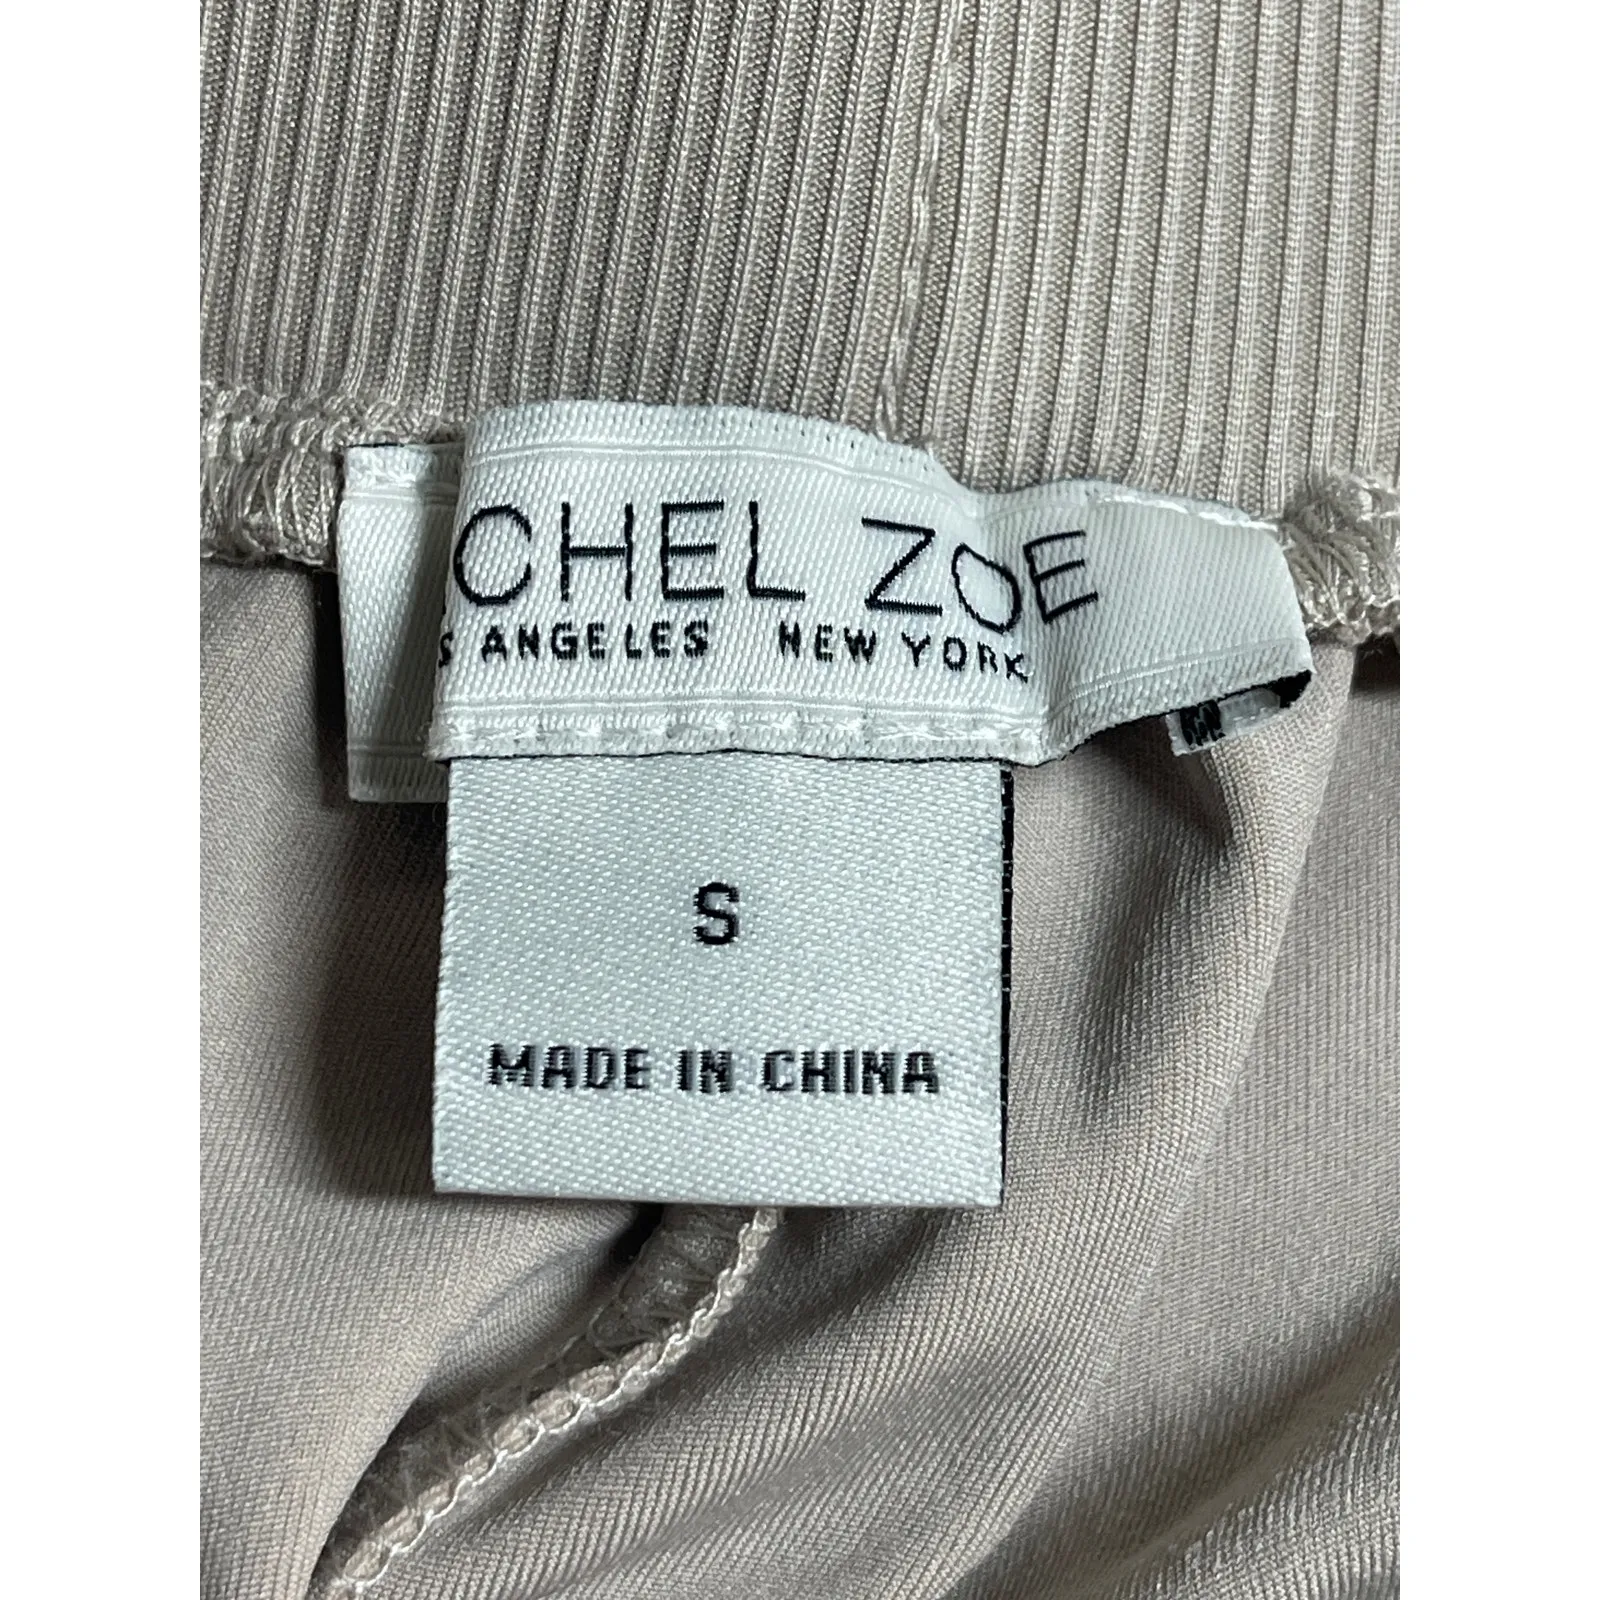 CHEL ZOE
S ANGELES NEW YORK
S
MADE IN CHINA